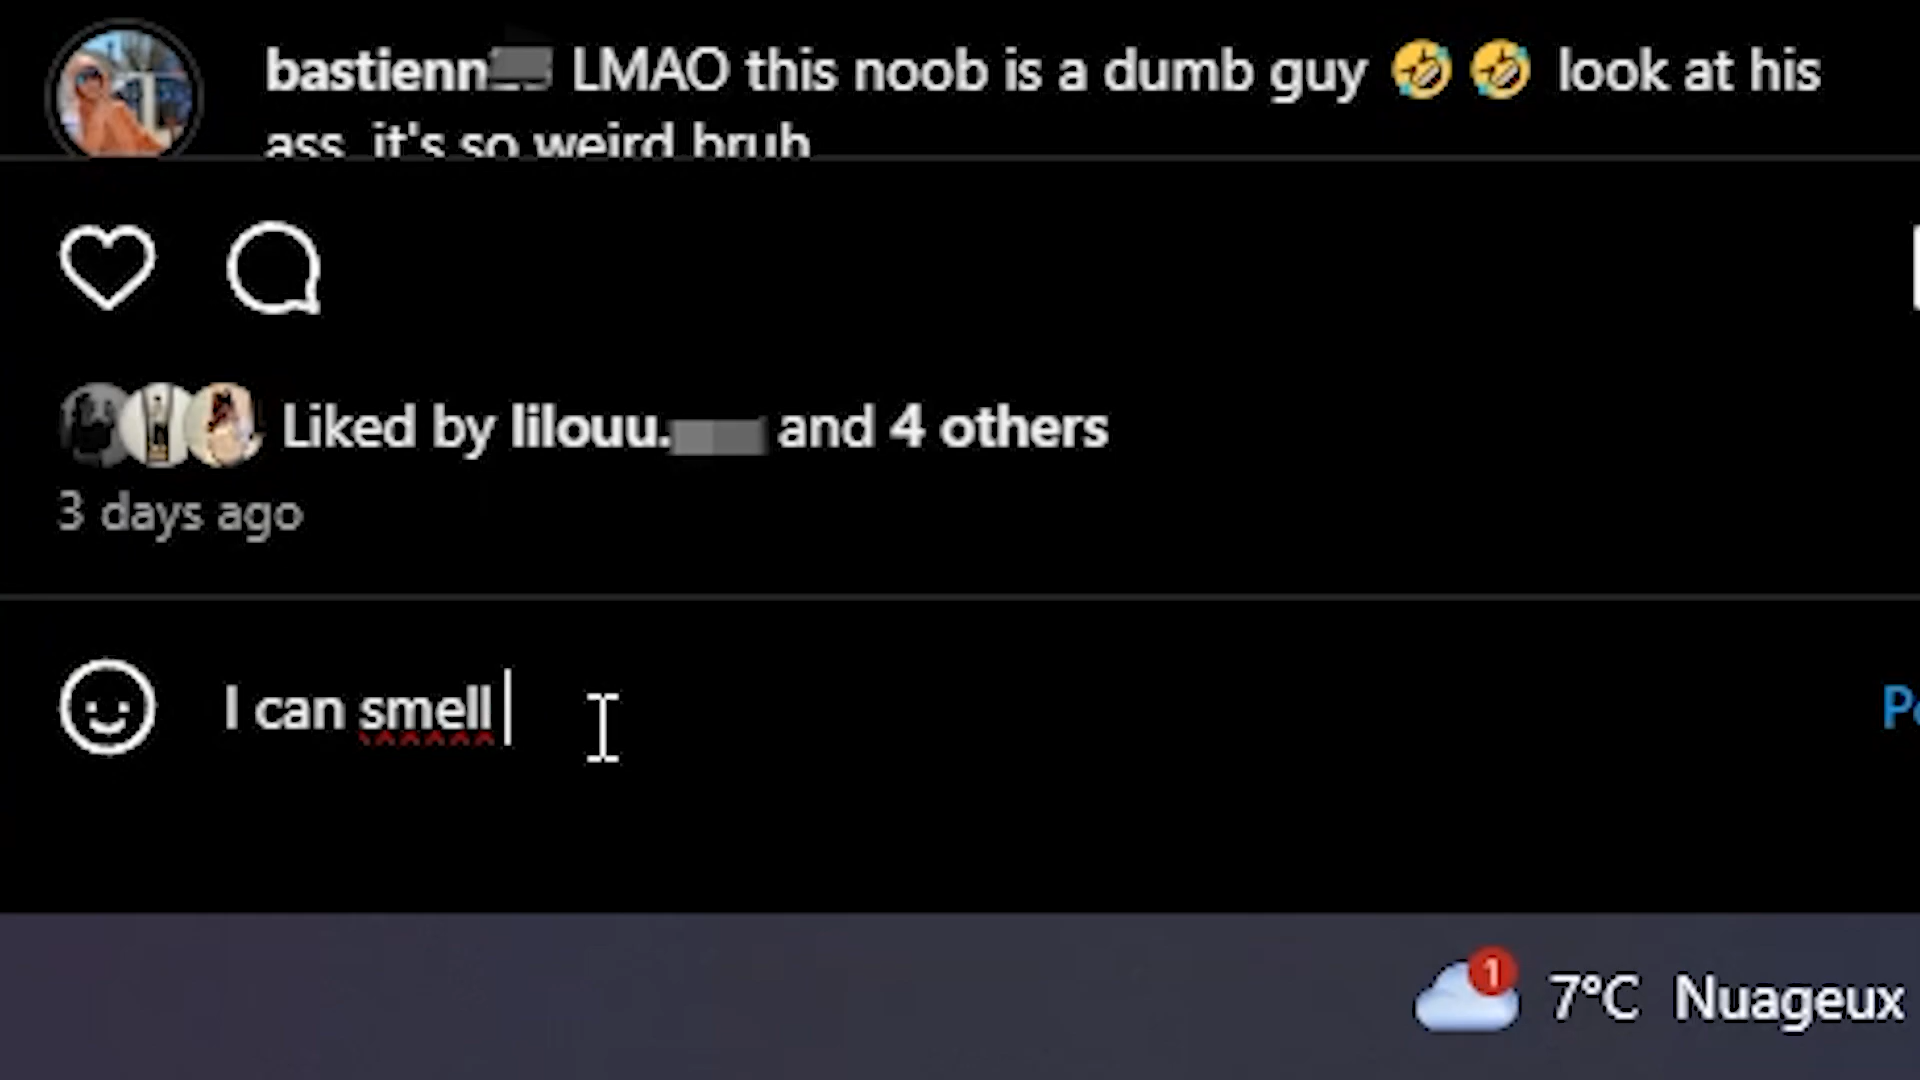 bastienn LMAO this noob is a dumb guy 🤣 🤣 look at his
ass, it's so weird bruh
Liked by lilouu. and 4 others
3 days ago
I can smell
1
7°C Nuageux